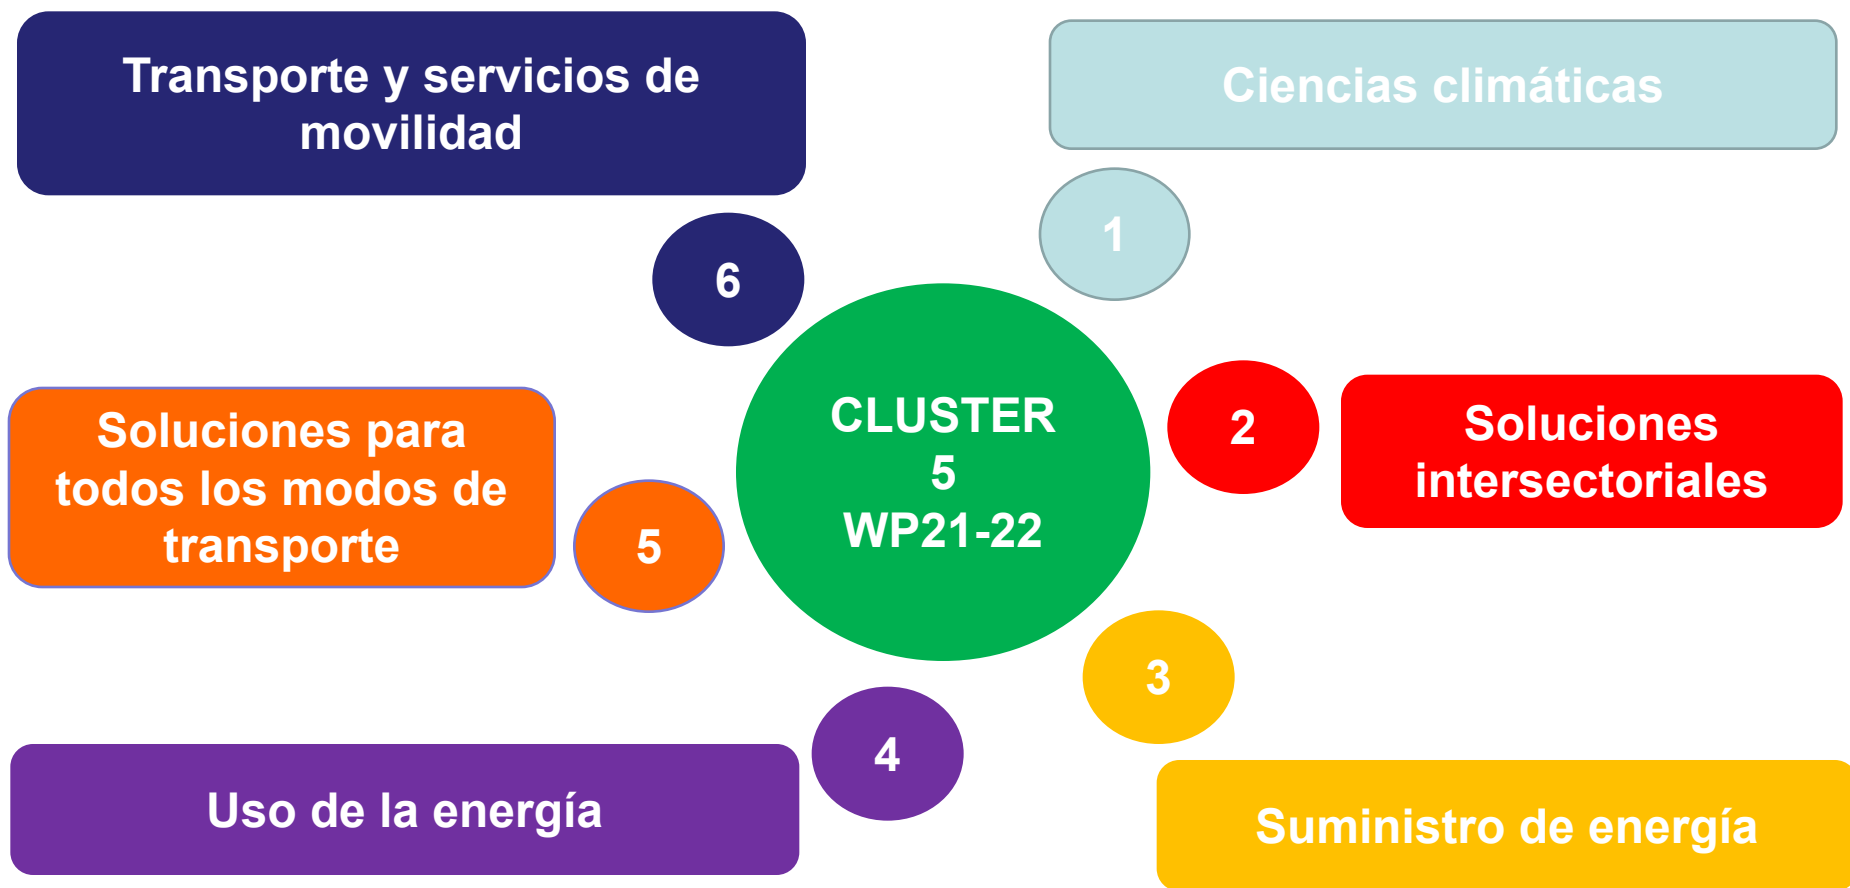 Transporte y servicios de
movilidad
Ciencias climáticas
1
6
CLUSTER
5
WP21-22
2
Soluciones
intersectoriales
Soluciones para
todos los modos de
transporte
5
3
4
Uso de la energía
Suministro de energía